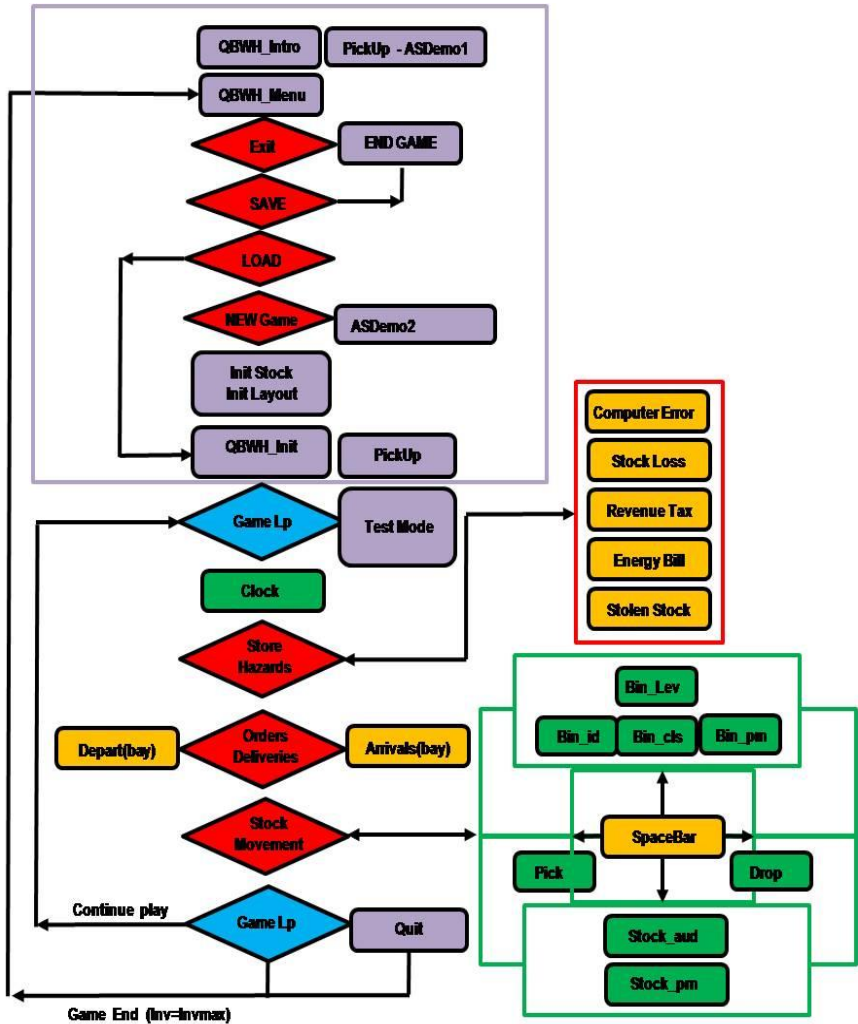 QBWH_Intro
PickUp - ASDemo1
QBWH_Menu
Exit
END GAME
SAVE
LOAD
NEW Game
ASDemo2
Init Stock
Init Layout
QBWH_Init
PickUp
Game Lp
Test Mode
Clock
Computer Error
Stock Loss
Revenue Tax
Energy Bill
Stolen Stock
Store
Hazards
Depart(bay)
Orders
Deliveries
Arrivals(bay)
Bin_Lev
Bin_id
Bin_cls
Bin_prn
Stock
Movement
SpaceBar
Pick
Drop
Continue play
Game Lp
Quit
Stock_aud
Stock_prn
Game End (Inv=Invmax)